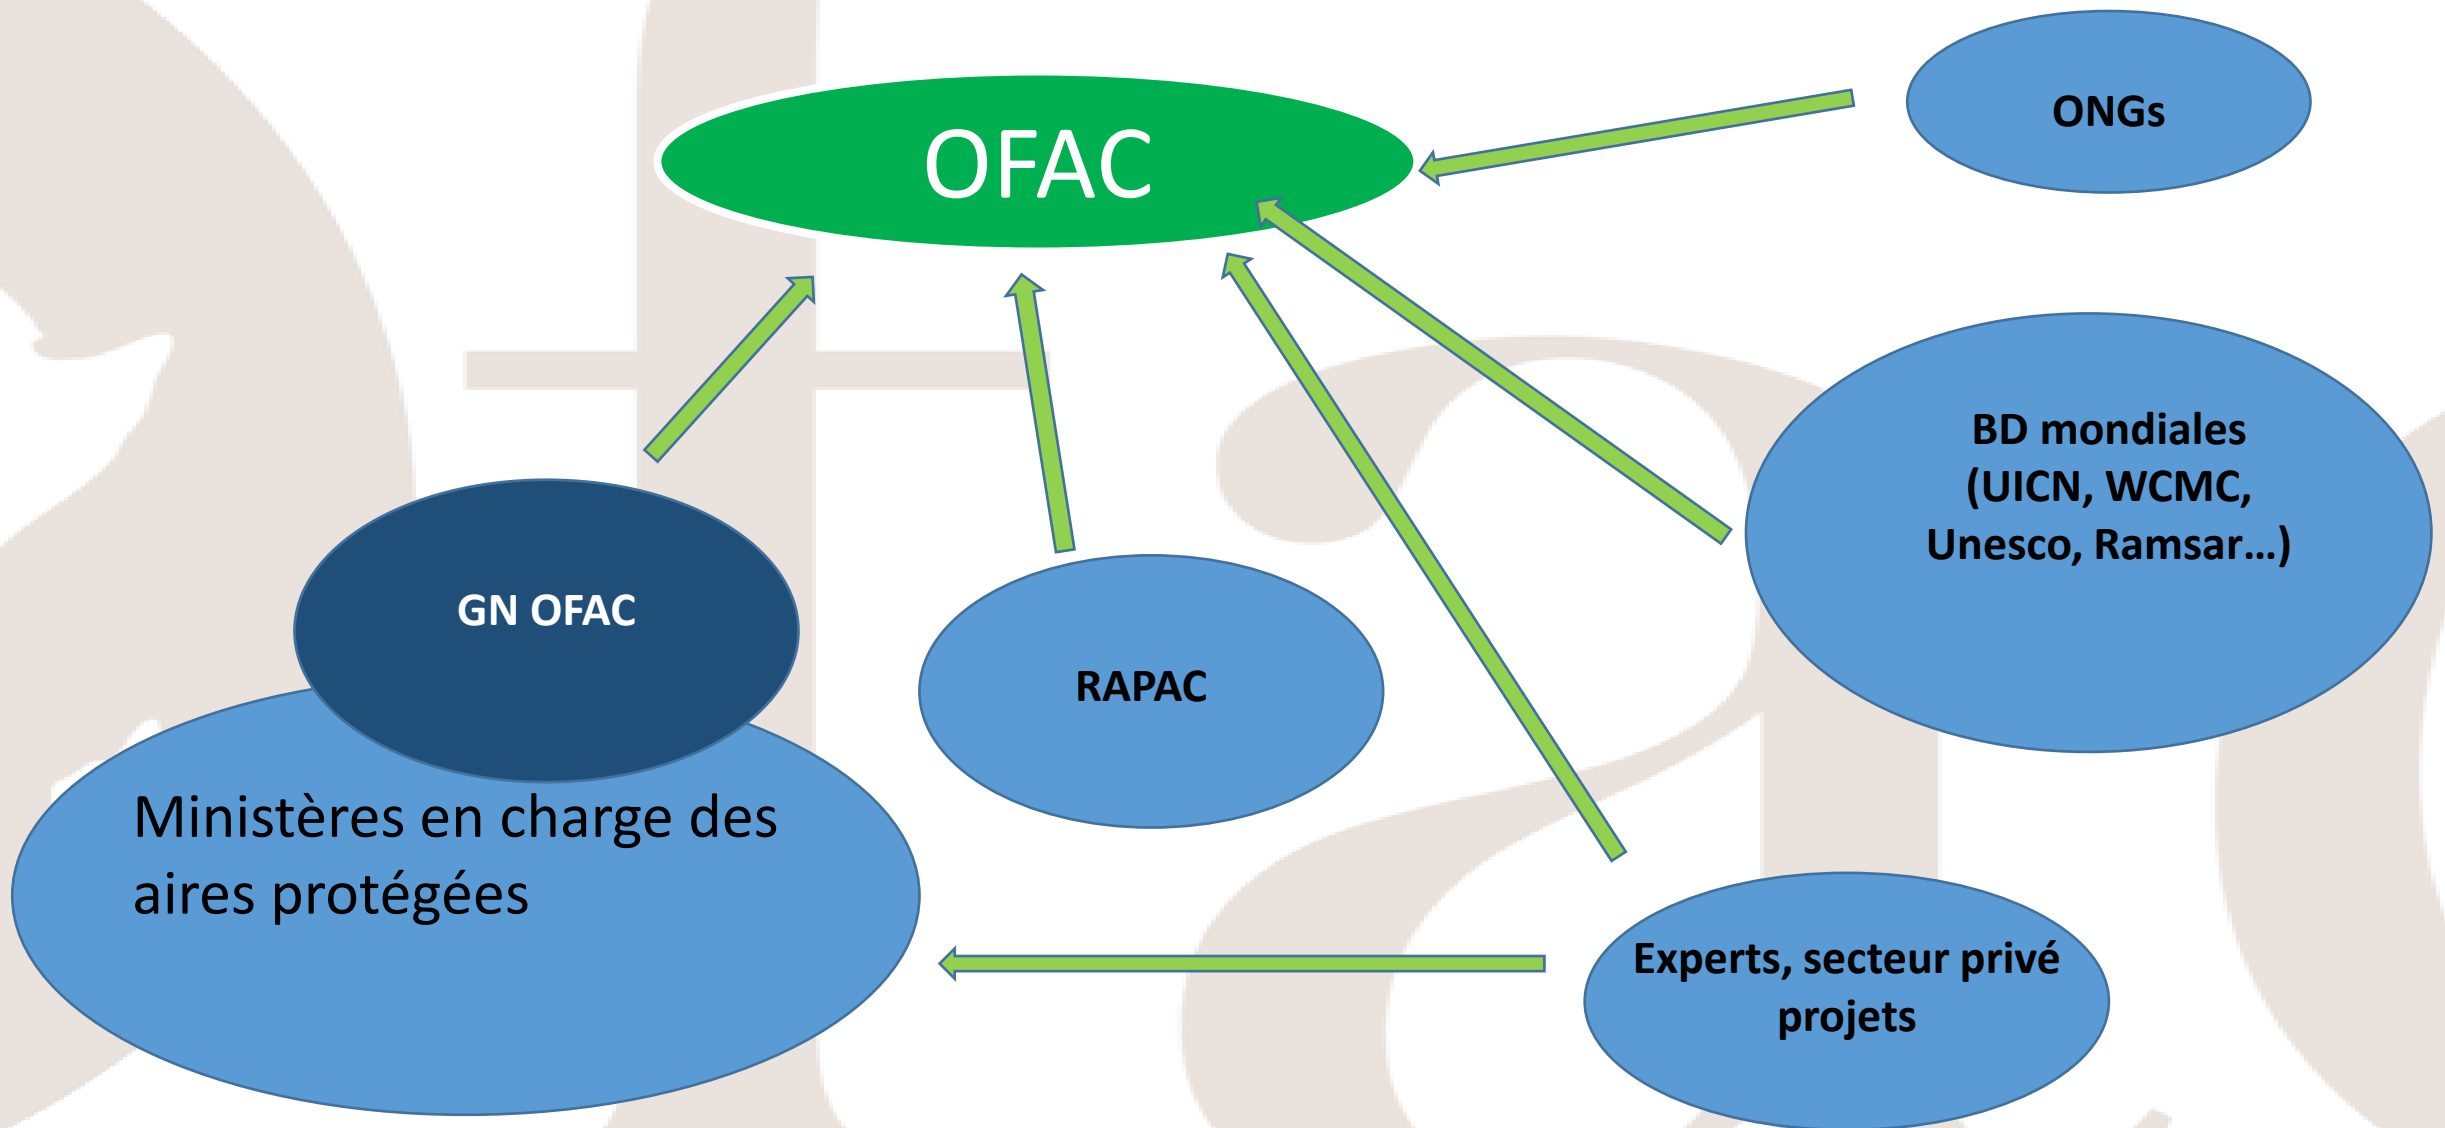 OFAC
ONGs
BD mondiales
(UICN, WCMC,
Unesco, Ramsar...)
GN OFAC
RAPAC
Ministères en charge des
aires protégées
Experts, secteur privé
projets